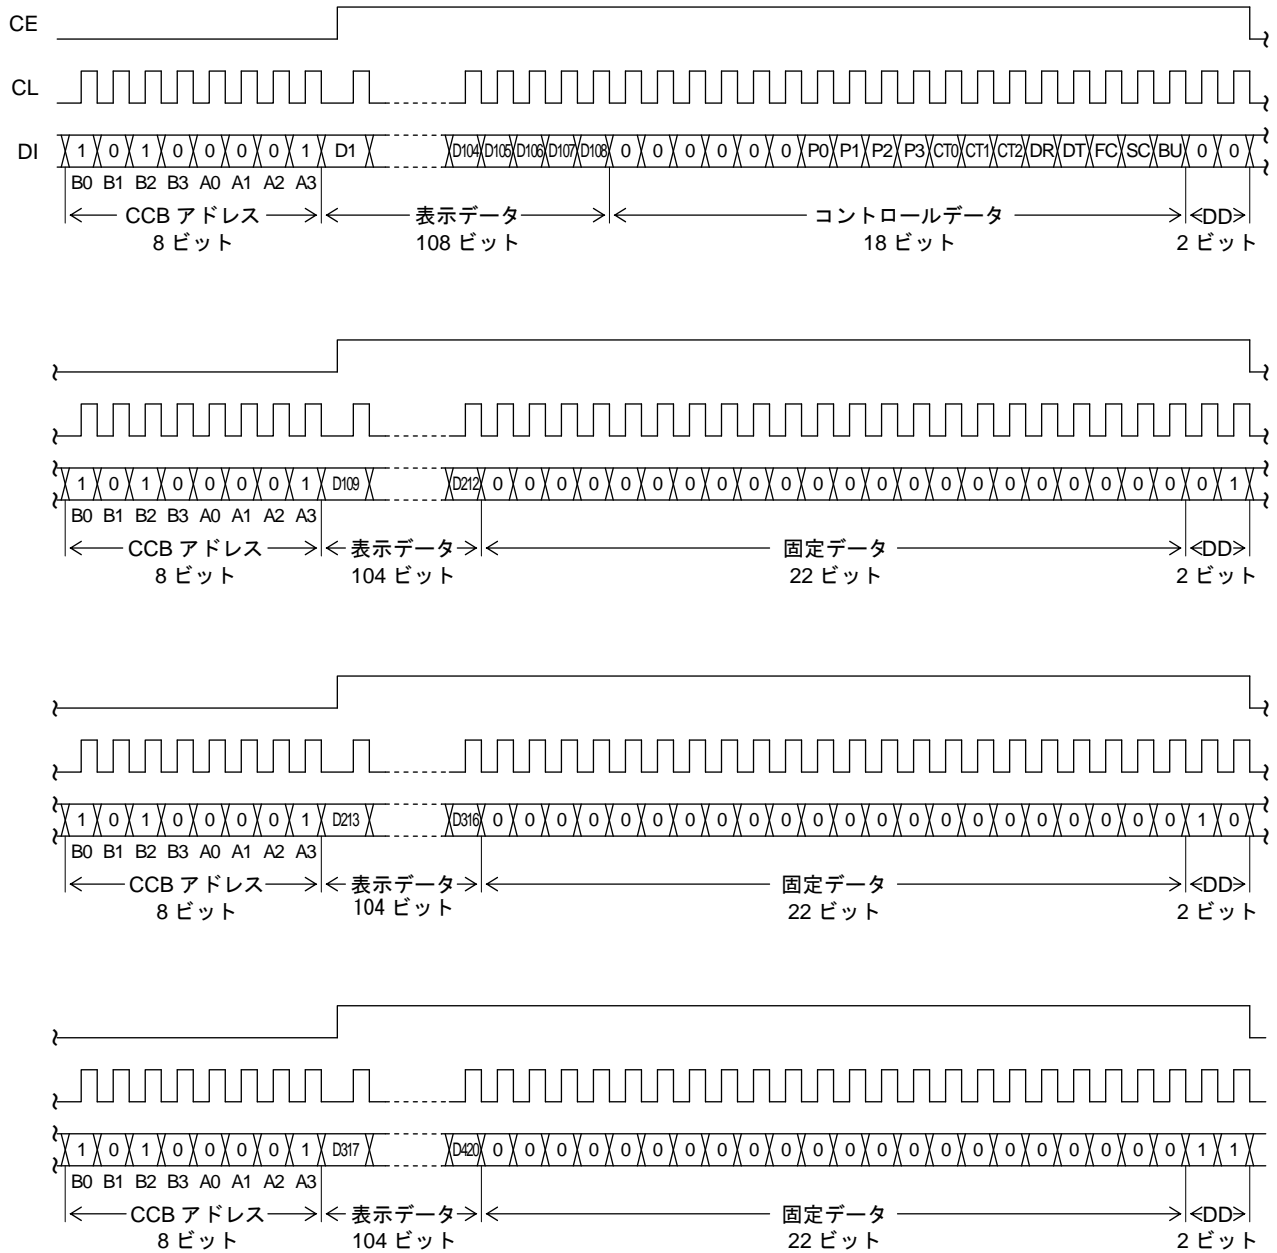 CE
CL
DI 1 0 1 0 0 0 0 1 D1 D104 D105 D106 D107 D108 0 0 0 0 0 0 P0 P1 P2 P3 CT0 CT1 CT2 DR DT FC SC BU 0 0
B0 B1 B2 B3 A0 A1 A2 A3
CCB アドレス 表示データ コントロールデータ DD
8 ビット 108 ビット 18 ビット 2 ビット
1 0 1 0 0 0 0 1 D109 D212 0 0 0 0 0 0 0 0 0 0 0 0 0 0 0 0 0 0 0 0 0 0 0 1
B0 B1 B2 B3 A0 A1 A2 A3
CCB アドレス 表示データ 固定データ DD
8 ビット 104 ビット 22 ビット 2 ビット
1 0 1 0 0 0 0 1 D213 D316 0 0 0 0 0 0 0 0 0 0 0 0 0 0 0 0 0 0 0 0 0 0 1 0
B0 B1 B2 B3 A0 A1 A2 A3
CCB アドレス 表示データ 固定データ DD
8 ビット 104 ビット 22 ビット 2 ビット
1 0 1 0 0 0 0 1 D317 D420 0 0 0 0 0 0 0 0 0 0 0 0 0 0 0 0 0 0 0 0 0 0 1 1
B0 B1 B2 B3 A0 A1 A2 A3
CCB アドレス 表示データ 固定データ DD
8 ビット 104 ビット 22 ビット 2 ビット